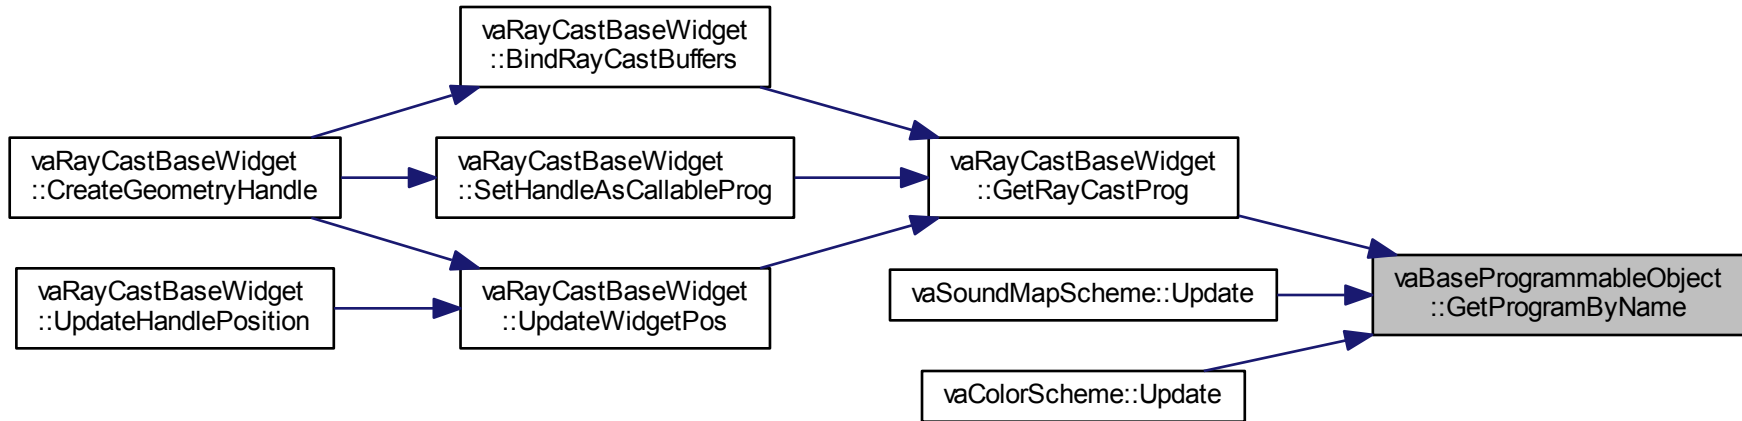 vaRayCastBaseWidget
::BindRayCastBuffers
vaRayCastBaseWidget
::CreateGeometryHandle
vaRayCastBaseWidget
::SetHandleAsCallableProg
vaRayCastBaseWidget
::GetRayCastProg
vaRayCastBaseWidget
::UpdateHandlePosition
vaRayCastBaseWidget
::UpdateWidgetPos
vaSoundMapScheme::Update
vaBaseProgrammableObject
::GetProgramByName
vaColorScheme::Update